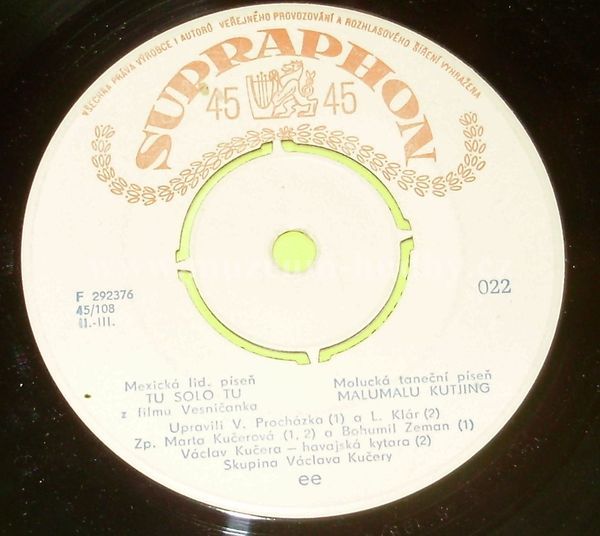 VŠECHNA PRÁVA VÝROBCE I AUTORŮ VEŘEJNÉHO PROVOZOVÁNÍ A ROZHLASOVÉHO ŠÍŘENÍ VYHRAŽENA
SUPRAPHON
45 45
F 292376
45/108
II.-III.
022
Mexická lid. píseň
TU SOLO TU
z filmu Vesničanka
Molucká taneční píseň
MALUMALU KUTJING
Upravili V. Procházka (1) a L. Klár (2)
Zp. Marta Kučerová (1, 2) a Bohumil Zeman (1)
Václav Kučera – havajská kytara (2)
Skupina Václava Kučery
ee